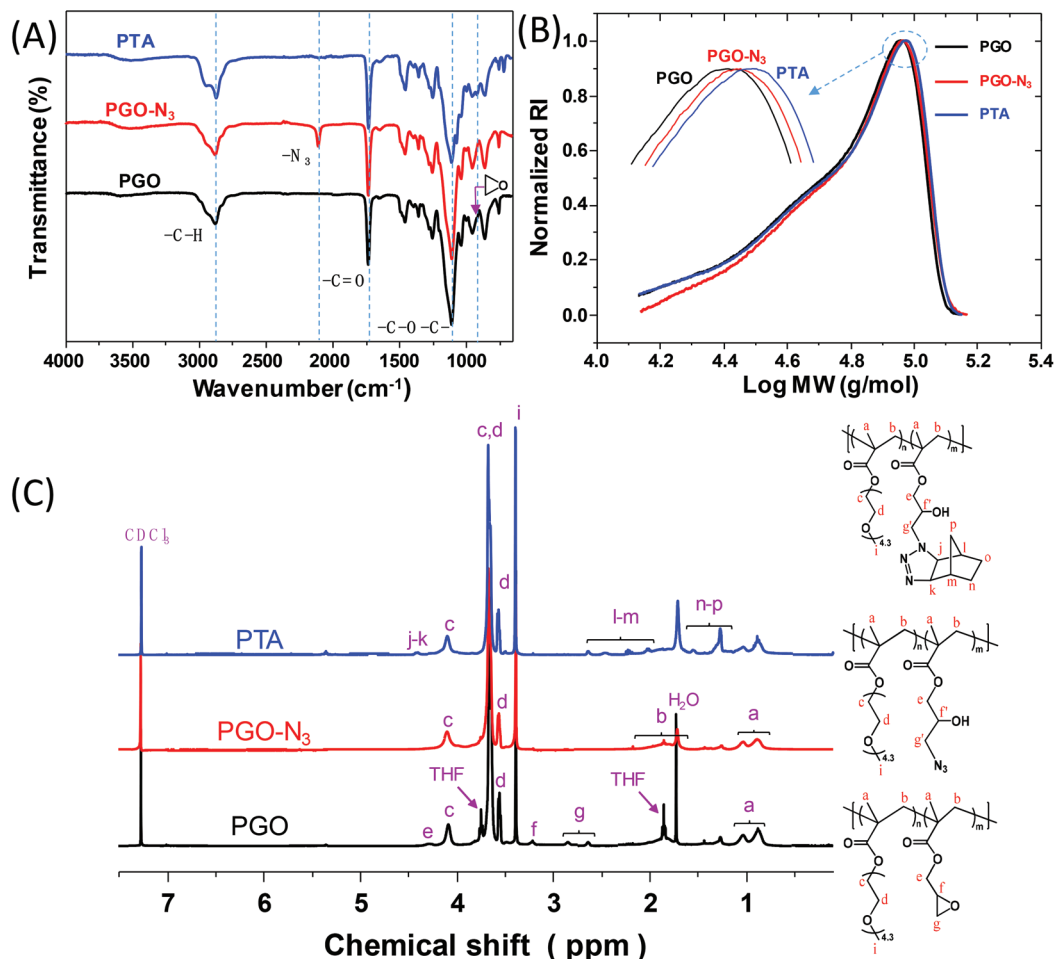 (A)
PTA
PGO-N₃
–N ₃
PGO
–C–H
–C=O
–C–O –C–
O
Transmittance (%)
4000 3500 3000 2500 2000 1500 1000
Wavenumber (cm⁻¹)
(B)
PGO-N₃
PGO
PTA
PGO
PGO-N₃
PTA
Normalized RI
1.0
0.8
0.6
0.4
0.2
0.0
4.0 4.2 4.4 4.6 4.8 5.0 5.2 5.4
Log MW (g/mol)
(C)
CDCl₃
c,d
i
PTA
j-k
c
d
l-m
n-p
PGO-N₃
c
d
b
H₂O
a
PGO
e
c
THF
d
f
g
THF
a
7 6 5 4 3 2 1
Chemical shift ( ppm )
a b a b
n m
O O O O
c e
d f' OH
O g' p
4.3 N j l
i N N o
k m n
a b a b
n m
O O O O
c e
d f' OH
O g'
4.3 N₃
i
a b a b
n m
O O O O
c e
d f
O O
4.3 g
i